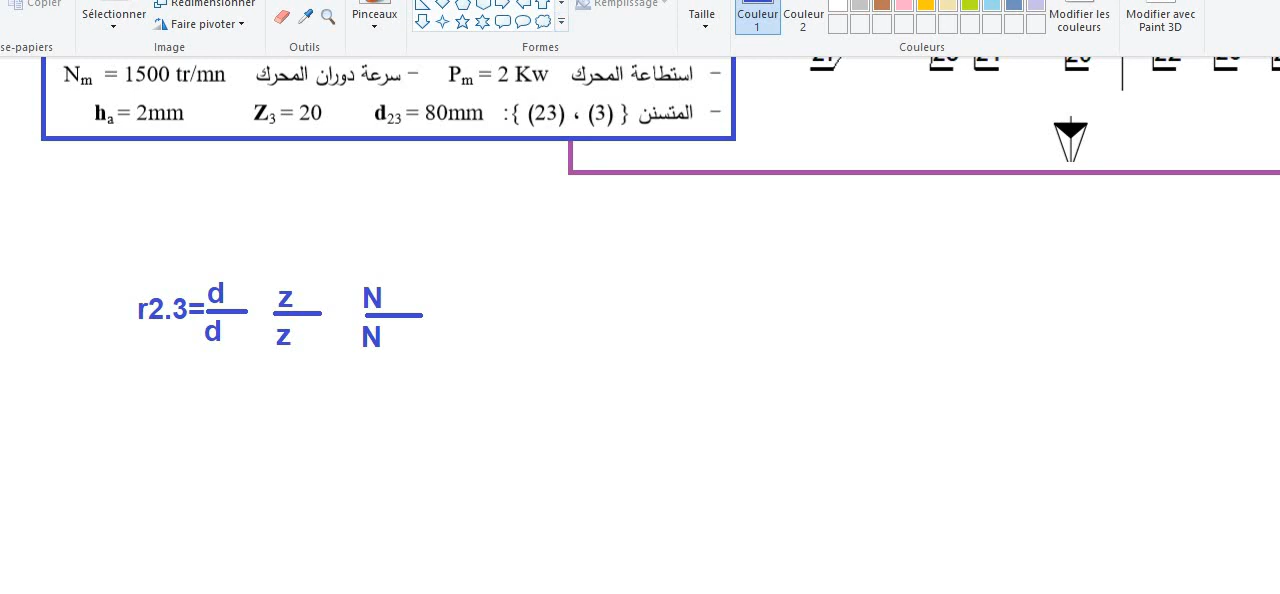 Copier
Redimensionner
Remplissage
Sélectionner
Faire pivoter
Pinceaux
Taille
Couleur 1
Couleur 2
Modifier les couleurs
Modifier avec Paint 3D
se-papiers
Image
Outils
Formes
Couleurs
– استطاعة المحرك Pm = 2 Kw – سرعة دوران المحرك Nm = 1500 tr/mn
– المتسنن { (3) ، (23) }: d23 = 80mm Z3 = 20 ha = 2mm
r2.3= d/d z/z N/N